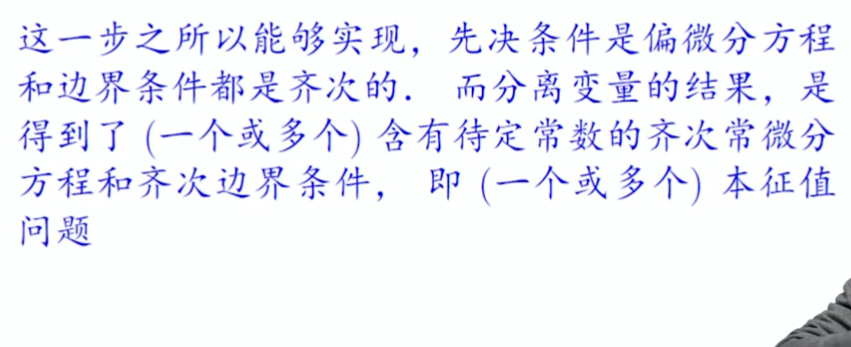 这一步之所以能够实现，先决条件是偏微分方程
和边界条件都是齐次的． 而分离变量的结果，是
得到了 (一个或多个) 含有待定常数的齐次常微分
方程和齐次边界条件， 即 (一个或多个) 本征值
问题